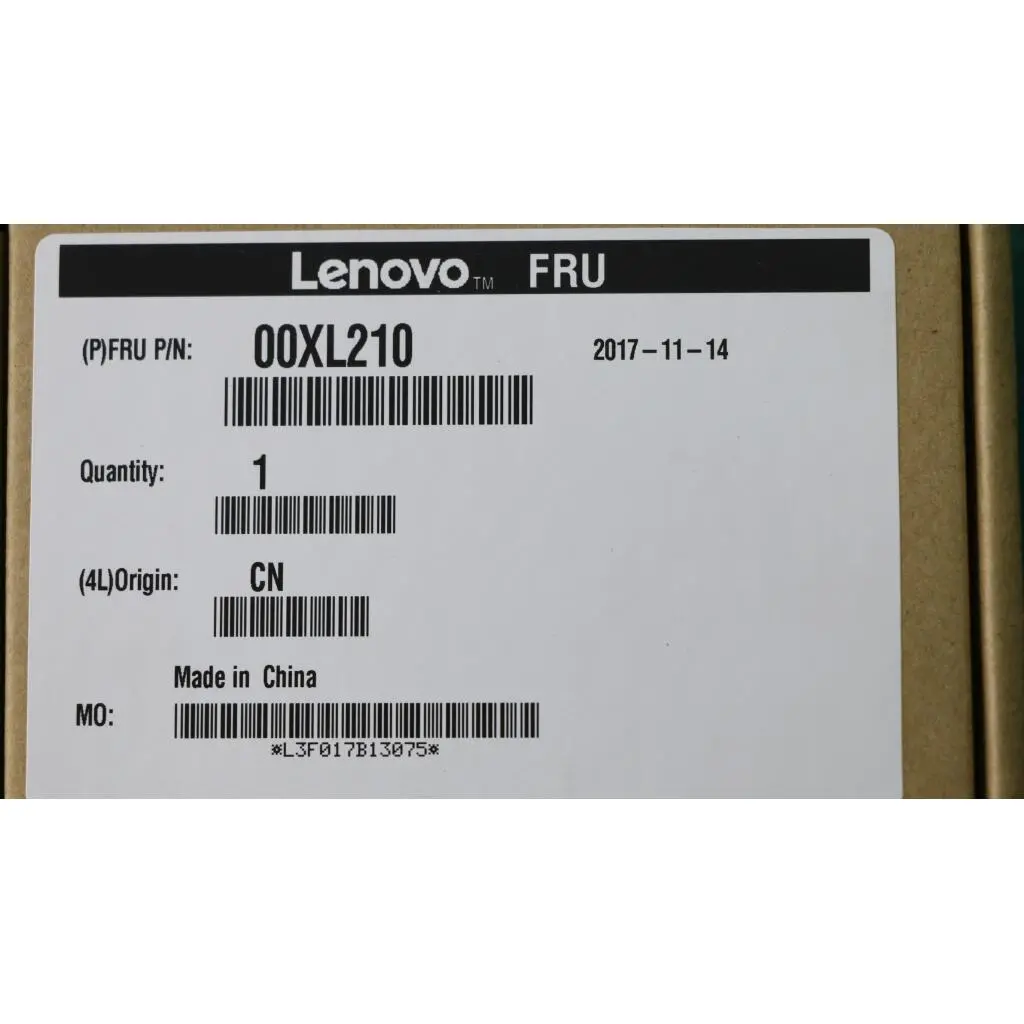 Lenovo™ FRU
(P)FRU P/N: 00XL210 2017-11-14
Quantity: 1
(4L)Origin: CN
Made in China
MO:
*L3F017B13075*